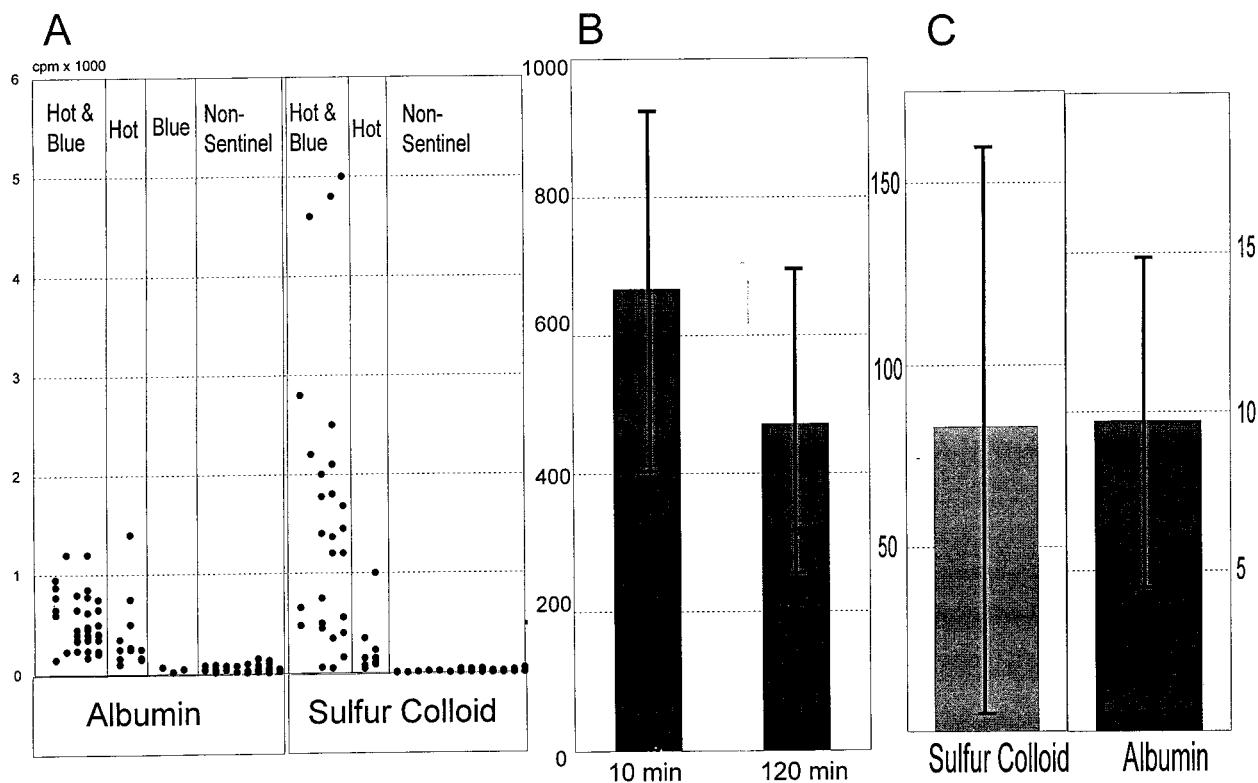 A
cpm x 1000
6
5
4
3
2
1
0
Hot &
Blue
Hot
Blue
Non-
Sentinel
Hot &
Blue
Hot
Non-
Sentinel
Albumin
Sulfur Colloid
B
1000
800
600
400
200
0
10 min
120 min
C
150
100
50
15
10
5
Sulfur Colloid
Albumin